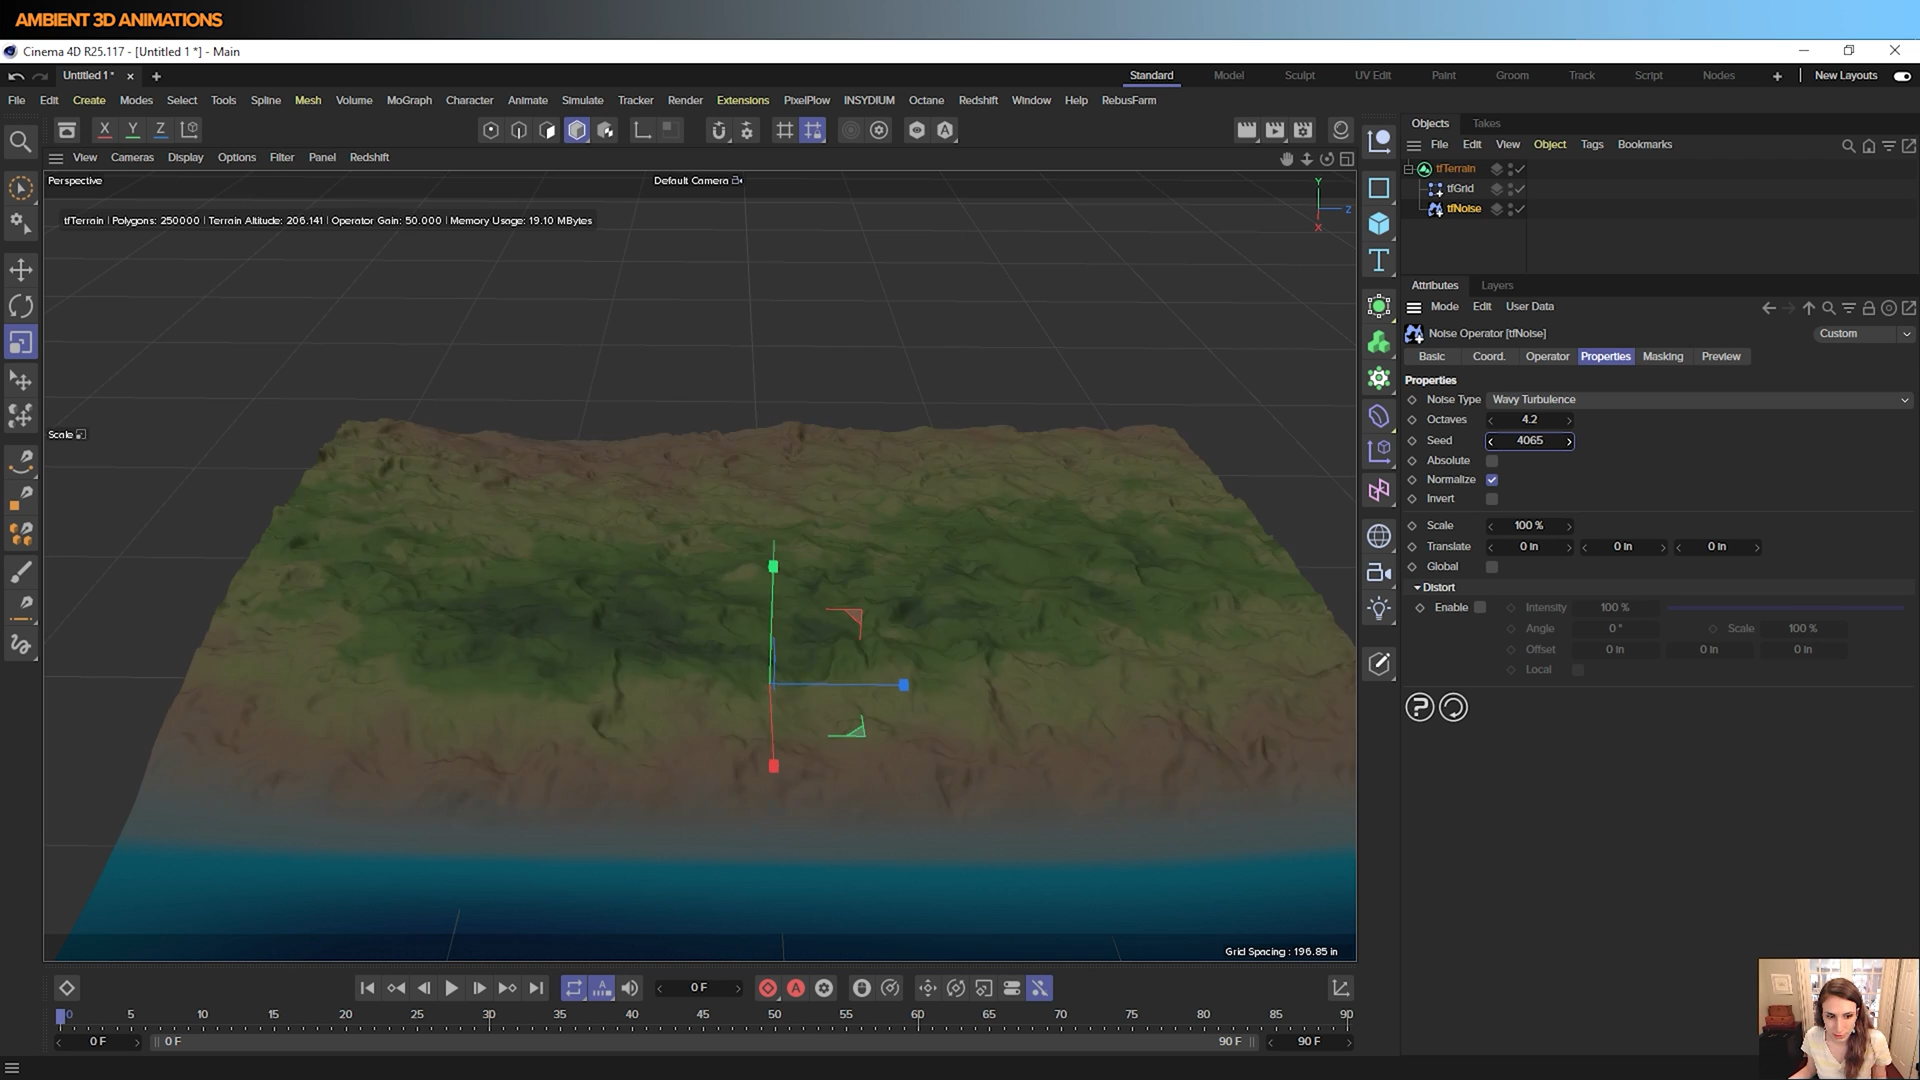 AMBIENT 3D ANIMATIONS
Cinema 4D R25.117 - [Untitled 1 *] - Main
Untitled 1 *
Standard Model Sculpt UV Edit Paint Groom Track Script Nodes New Layouts
File Edit Create Modes Select Tools Spline Mesh Volume MoGraph Character Animate Simulate Tracker Render Extensions PixelPlow INSYDIUM Octane Redshift Window Help RebusFarm
X Y Z
A
View Cameras Display Options Filter Panel Redshift
Perspective
Default Camera
tfTerrain | Polygons: 250000 | Terrain Altitude: 206.141 | Operator Gain: 50.000 | Memory Usage: 19.10 MBytes
Y
Z
X
Scale
Grid Spacing : 196.85 in
Objects Takes
File Edit View Object Tags Bookmarks
tfTerrain
tfGrid
tfNoise
Attributes Layers
Mode Edit User Data
Noise Operator [tfNoise]
Custom
Basic Coord. Operator Properties Masking Preview
Properties
Noise Type Wavy Turbulence
Octaves 4.2
Seed 4065
Absolute
Normalize
Invert
Scale 100 %
Translate 0 in 0 in 0 in
Global
Distort
Enable Intensity 100 %
Angle 0 ° Scale 100 %
Offset 0 in 0 in 0 in
Local
0 F
A
0 5 10 15 20 25 30 35 40 45 50 55 60 65 70 75 80 85 90
0 F 0 F 90 F 90 F